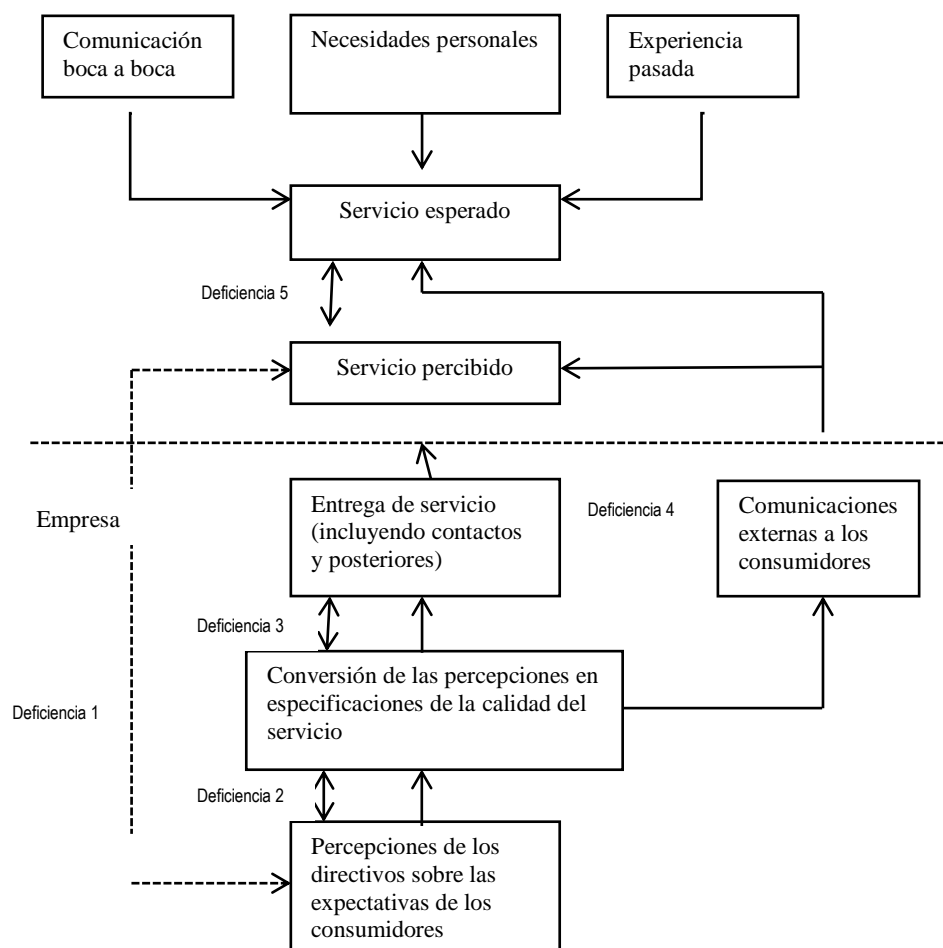 Comunicación
boca a boca
Necesidades personales
Experiencia
pasada
Servicio esperado
Deficiencia 5
Servicio percibido
Empresa
Entrega de servicio
(incluyendo contactos
y posteriores)
Deficiencia 4
Comunicaciones
externas a los
consumidores
Deficiencia 3
Conversión de las percepciones en
especificaciones de la calidad del
servicio
Deficiencia 1
Deficiencia 2
Percepciones de los
directivos sobre las
expectativas de los
consumidores